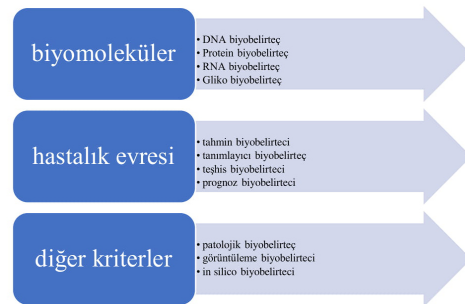 biyomoleküler
• DNA biyobelirteç
• Protein biyobelirteç
• RNA biyobelirteç
• Gliko biyobelirteç
hastalık evresi
• tahmin biyobelirteci
• tanımlayıcı biyobelirteç
• teşhis biyobelirteci
• prognoz biyobelirteci
diğer kriterler
• patolojik biyobelirteç
• görüntüleme biyobelirteci
• in silico biyobelirteci